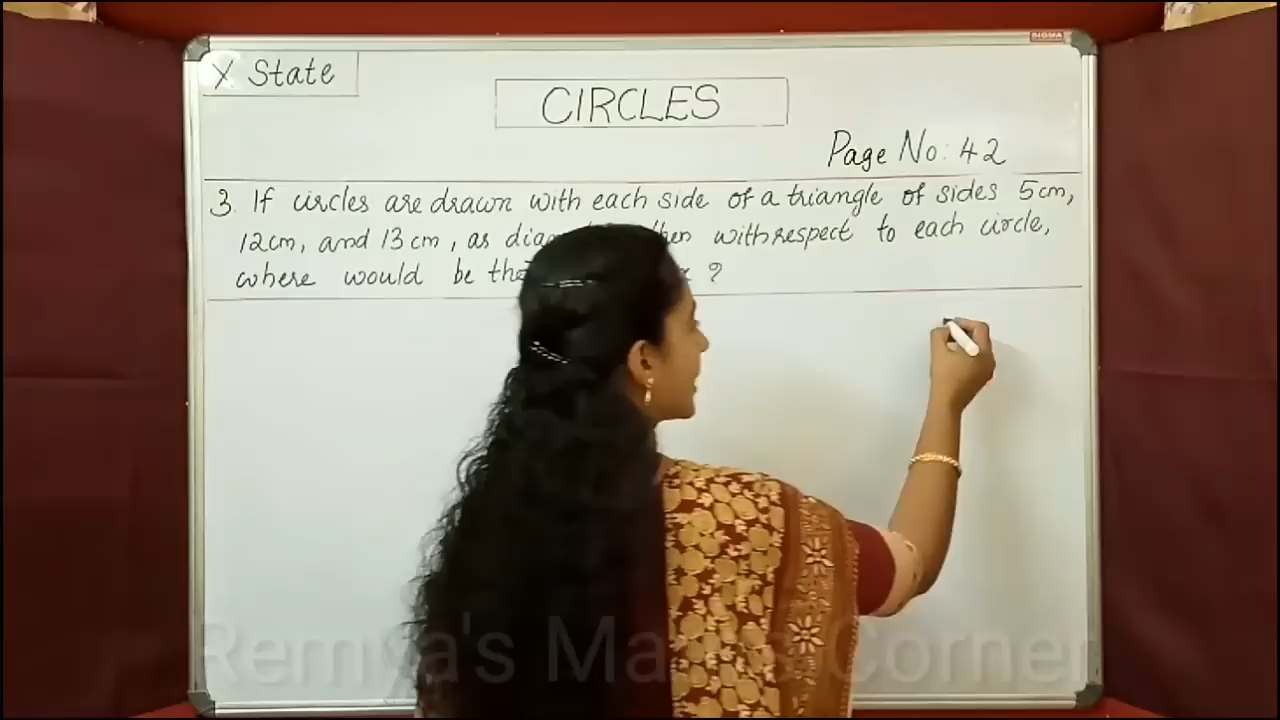 SIGMA
X State
CIRCLES
Page No: 42
3. If circles are drawn with each side of a triangle of sides 5cm,
12cm, and 13cm, as then with respect to each circle,
where would be the ?
Remya's Maths Corner